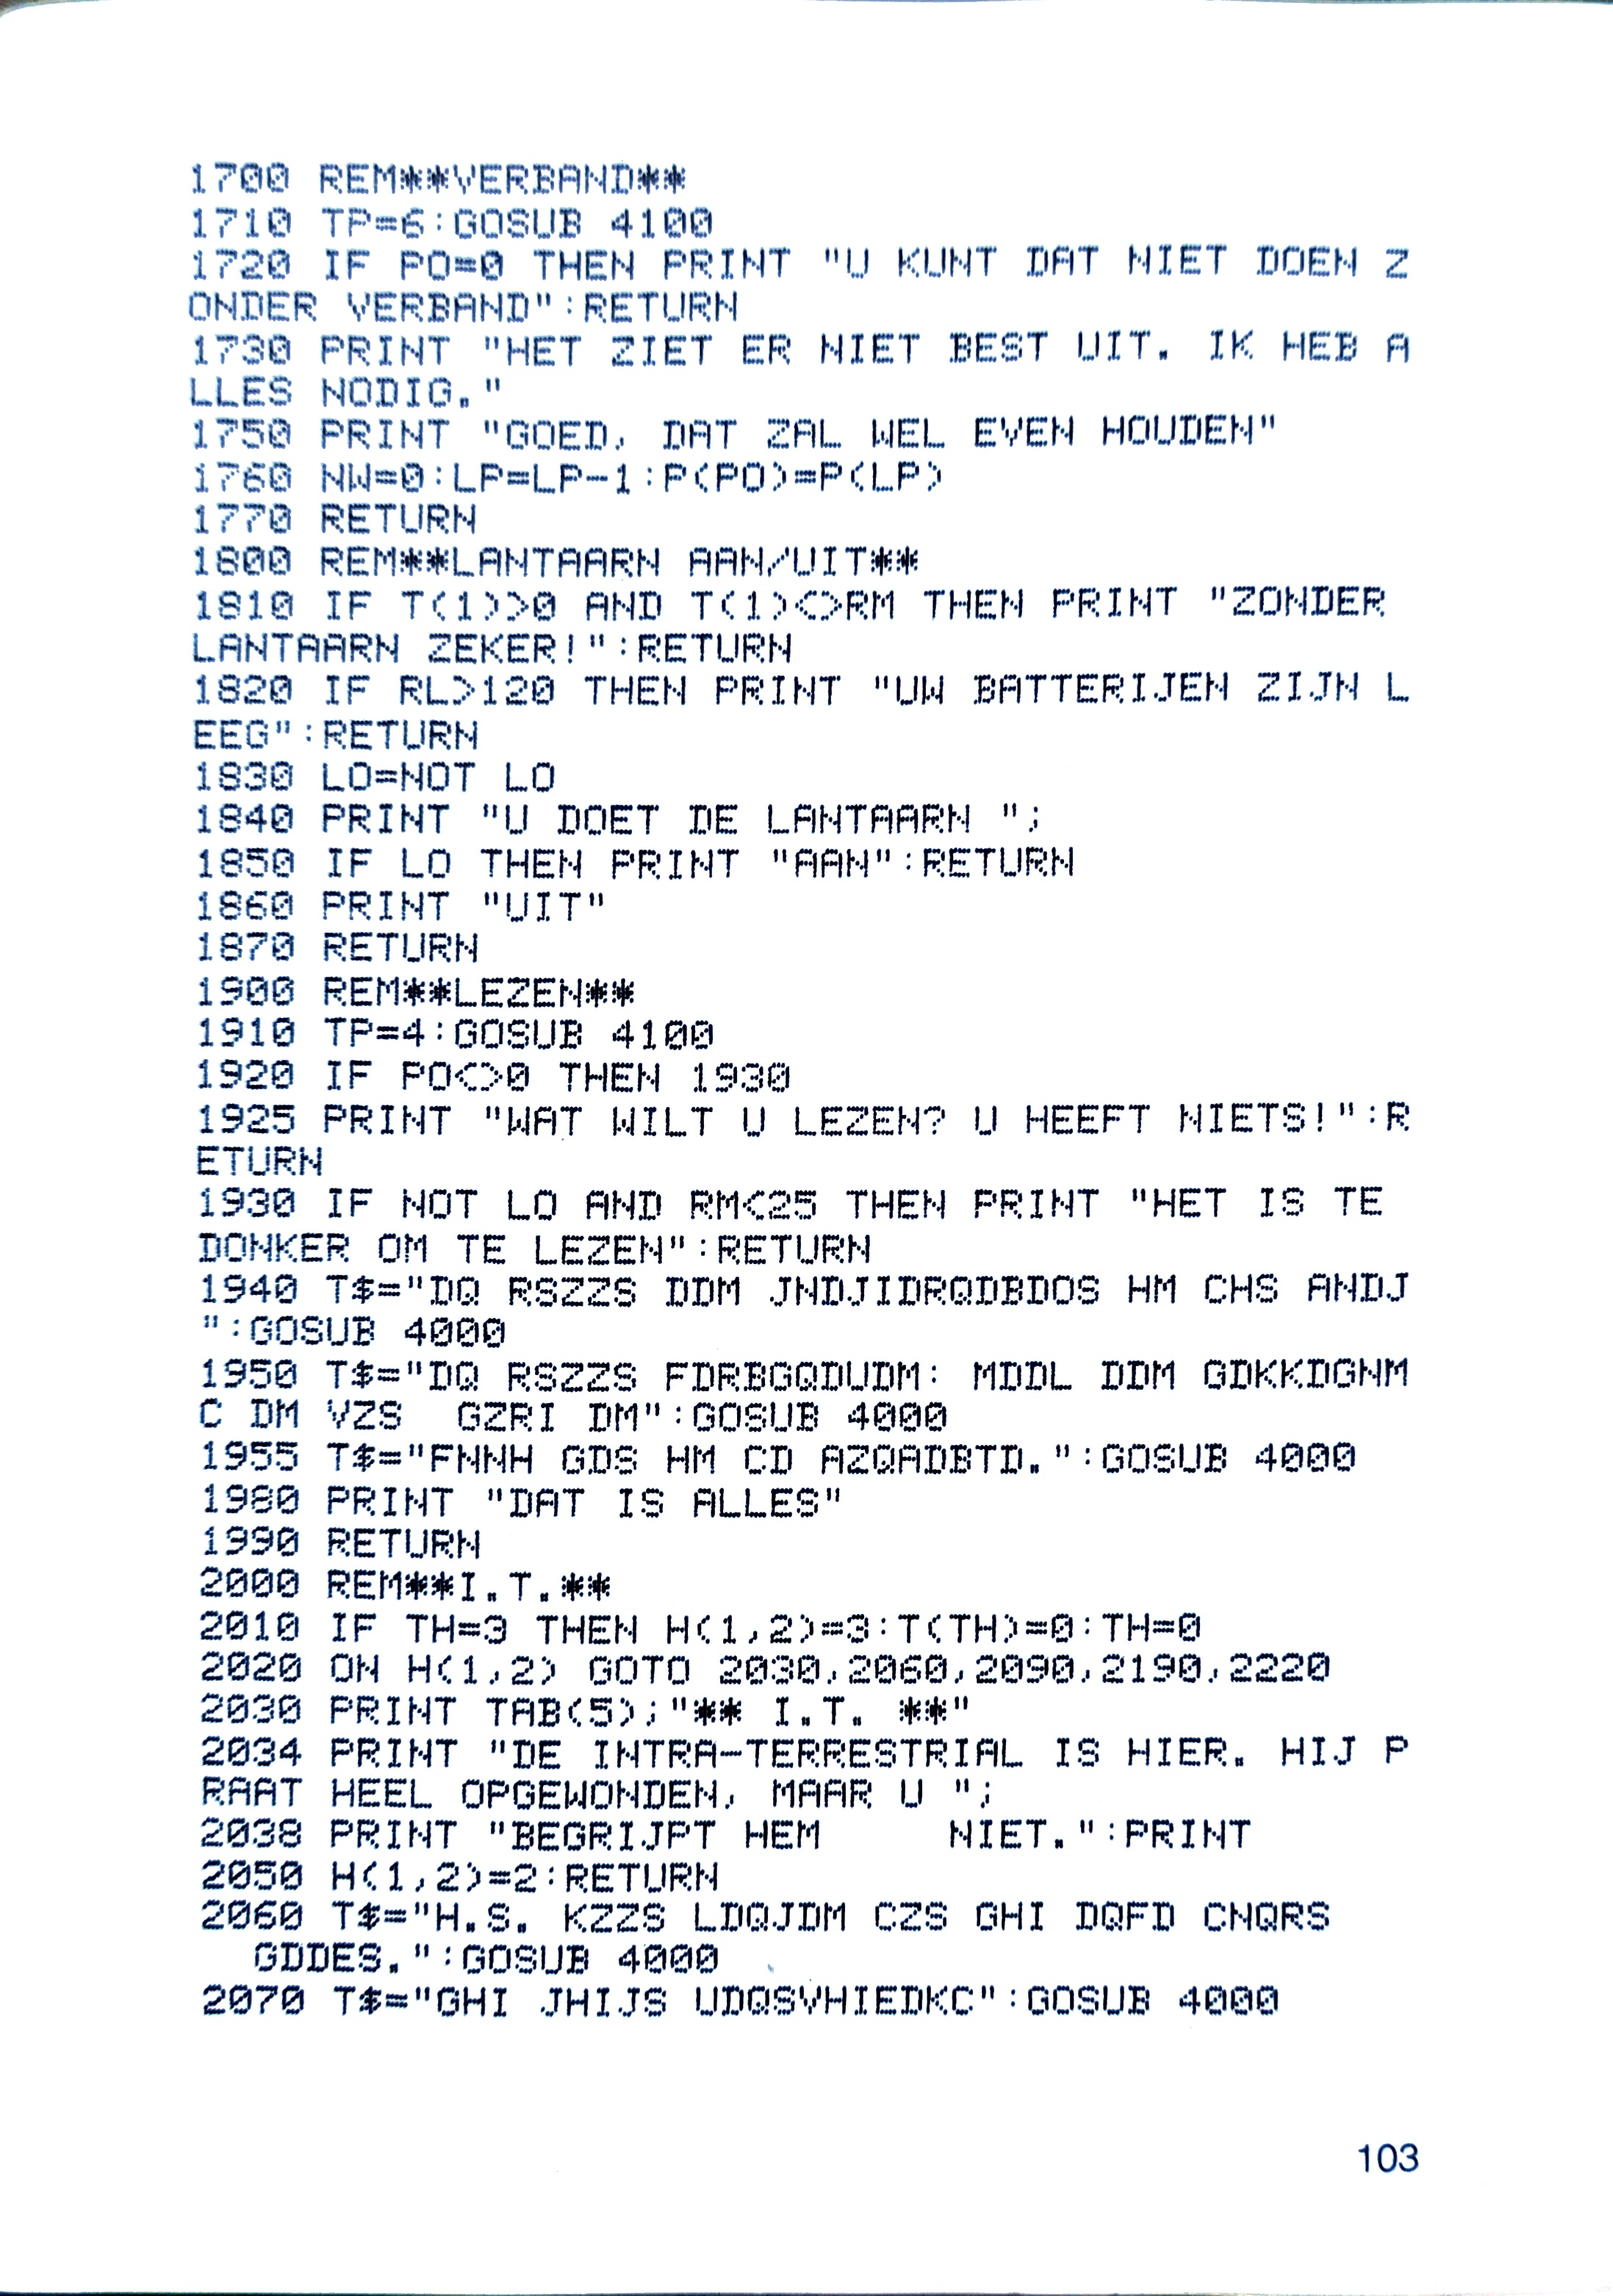 1700 REM**VERBAND**
1710 TP=6:GOSUB 4100
1720 IF PO=0 THEN PRINT "U KUNT DAT NIET DOEN Z
ONDER VERBAND":RETURN
1730 PRINT "HET ZIET ER NIET BEST UIT. IK HEB A
LLES NODIG."
1750 PRINT "GOED, DAT ZAL WEL EVEN HOUDEN"
1760 NW=0:LP=LP-1:P(PO)=P(LP)
1770 RETURN
1800 REM**LANTAARN AAN/UIT**
1810 IF T(1)>0 AND T(1)<>RM THEN PRINT "ZONDER
LANTAARN ZEKER!":RETURN
1820 IF RL>120 THEN PRINT "UW BATTERIJEN ZIJN L
EEG":RETURN
1830 LO=NOT LO
1840 PRINT "U DOET DE LANTAARN ";
1850 IF LO THEN PRINT "AAN":RETURN
1860 PRINT "UIT"
1870 RETURN
1900 REM**LEZEN**
1910 TP=4:GOSUB 4100
1920 IF PO<>0 THEN 1930
1925 PRINT "WAT WILT U LEZEN? U HEEFT NIETS!":R
ETURN
1930 IF NOT LO AND RM<25 THEN PRINT "HET IS TE
DONKER OM TE LEZEN":RETURN
1940 T$="DQ RSZZS DDM JNDJIDRQDBDOS HM CHS ANDJ
":GOSUB 4000
1950 T$="DQ RSZZS FDRBGQDUDM: MDDL DDM GDKKDGNM
C DM VZS  GZRI DM":GOSUB 4000
1955 T$="FNNH GDS HM CD AZQADBTD.":GOSUB 4000
1980 PRINT "DAT IS ALLES"
1990 RETURN
2000 REM**I.T.**
2010 IF TH=3 THEN H(1,2)=3:T(TH)=0:TH=0
2020 ON H(1,2) GOTO 2030,2060,2090,2190,2220
2030 PRINT TAB(5);"** I.T. **"
2034 PRINT "DE INTRA-TERRESTRIAL IS HIER. HIJ P
RAAT HEEL OPGEWONDEN, MAAR U ";
2038 PRINT "BEGRIJPT HEM     NIET.":PRINT
2050 H(1,2)=2:RETURN
2060 T$="H.S. KZZS LDQJDM CZS GHI DQFD CNQRS
  GDDES.":GOSUB 4000
2070 T$="GHI JHIJS UDQSVHIEDKC":GOSUB 4000
103